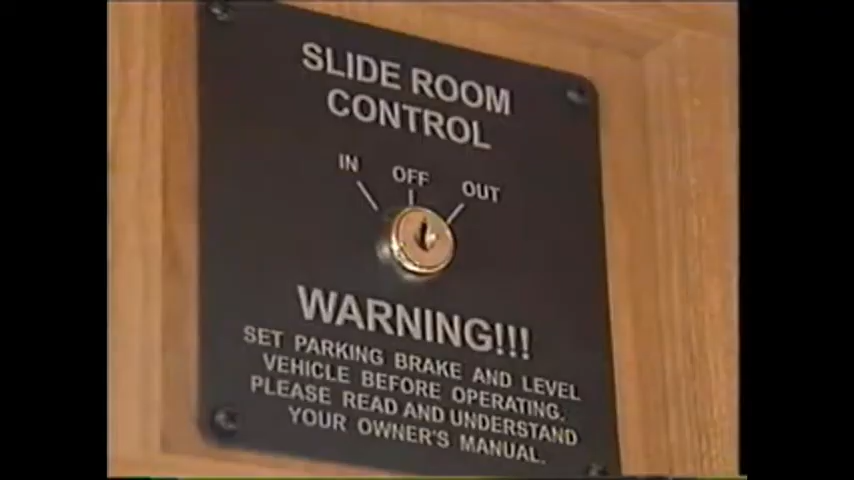 SLIDE ROOM
CONTROL
IN OFF OUT
WARNING!!!
SET PARKING BRAKE AND LEVEL
VEHICLE BEFORE OPERATING.
PLEASE READ AND UNDERSTAND
YOUR OWNER'S MANUAL.